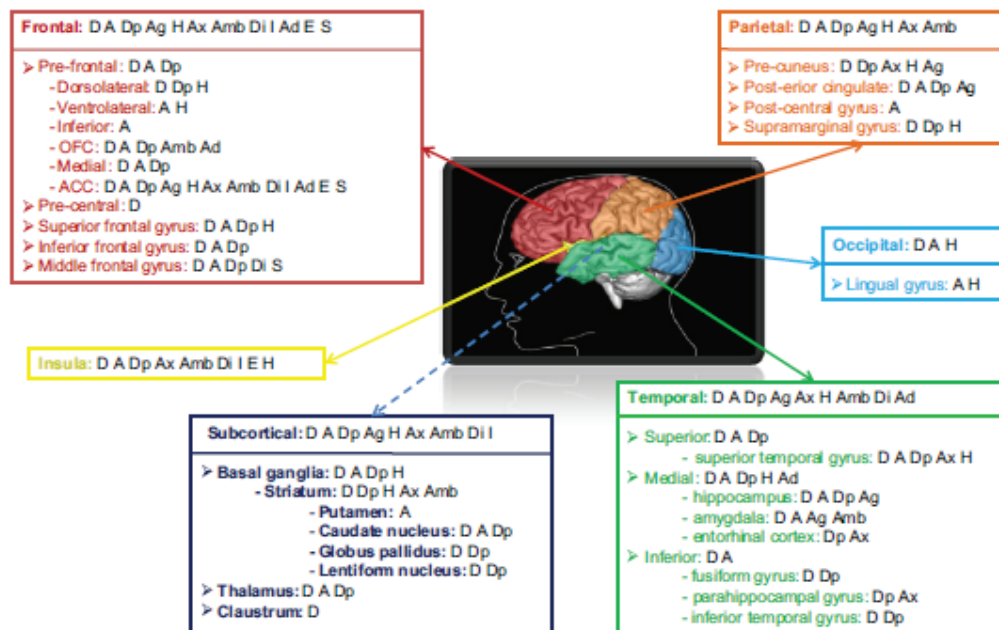 Frontal: D A Dp Ag H Ax Amb Di I Ad E S
➢ Pre-frontal: D A Dp
- Dorsolateral: D Dp H
- Ventrolateral: A H
- Inferior: A
- OFC: D A Dp Amb Ad
- Medial: D A Dp
- ACC: D A Dp Ag H Ax Amb Di I Ad E S
➢ Pre-central: D
➢ Superior frontal gyrus: D A Dp H
➢ Inferior frontal gyrus: D A Dp
➢ Middle frontal gyrus: D A Dp Di S
Parietal: D A Dp Ag H Ax Amb
➢ Pre-cuneus: D Dp Ax H Ag
➢ Post-erior cingulate: D A Dp Ag
➢ Post-central gyrus: A
➢ Supramarginal gyrus: D Dp H
Occipital: D A H
➢ Lingual gyrus: A H
Insula: D A Dp Ax Amb Di I E H
Subcortical: D A Dp Ag H Ax Amb Di I
➢ Basal ganglia: D A Dp H
- Striatum: D Dp H Ax Amb
- Putamen: A
- Caudate nucleus: D A Dp
- Globus pallidus: D Dp
- Lentiform nucleus: D Dp
➢ Thalamus: D A Dp
➢ Claustrum: D
Temporal: D A Dp Ag Ax H Amb Di Ad
➢ Superior: D A Dp
- superior temporal gyrus: D A Dp Ax H
➢ Medial: D A Dp H Ad
- hippocampus: D A Dp Ag
- amygdala: D A Ag Amb
- entorhinal cortex: Dp Ax
➢ Inferior: D A
- fusiform gyrus: D Dp
- parahippocampal gyrus: Dp Ax
- inferior temporal gyrus: D Dp